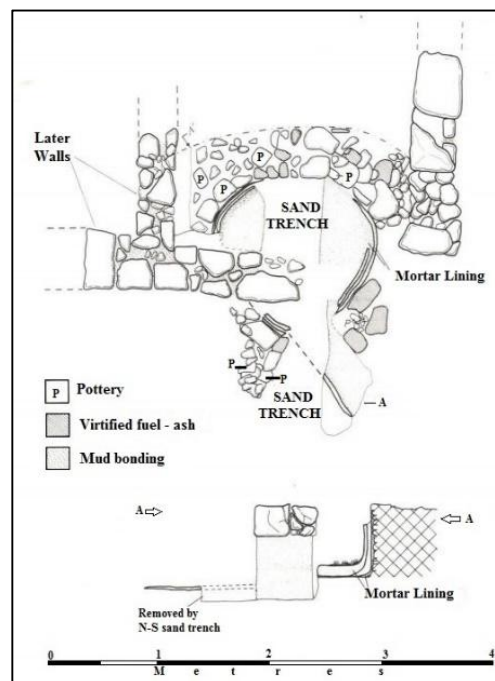 Later
Walls
P
P
P
P
SAND
TRENCH
Mortar Lining
P
P
SAND
TRENCH
A
P Pottery
Virtified fuel - ash
Mud bonding
A
A
Mortar Lining
Removed by
N-S sand trench
0 1 2 3 4
M e t r e s